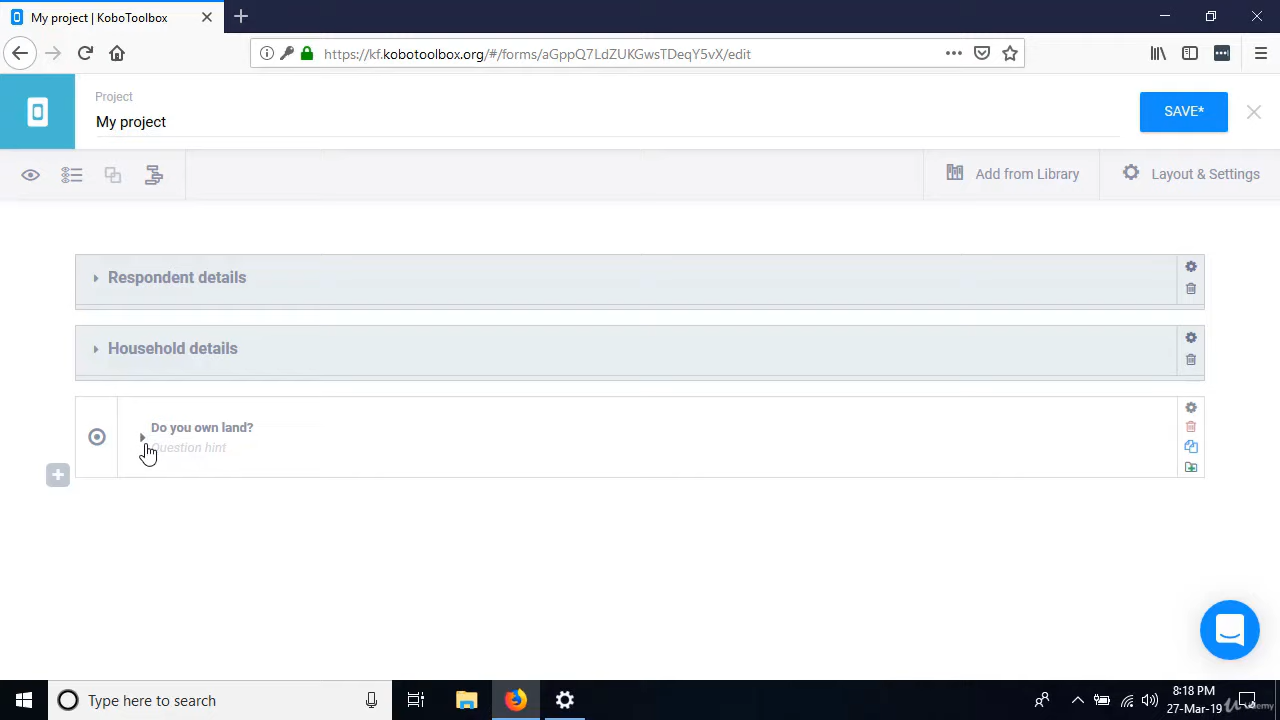 My project | KoboToolbox
https://kf.kobotoolbox.org/#/forms/aGppQ7LdZUKGwsTDeqY5vX/edit
Project
My project
SAVE*
Add from Library
Layout & Settings
Respondent details
Household details
Do you own land?
Question hint
Type here to search
8:18 PM
27-Mar-19
Udemy